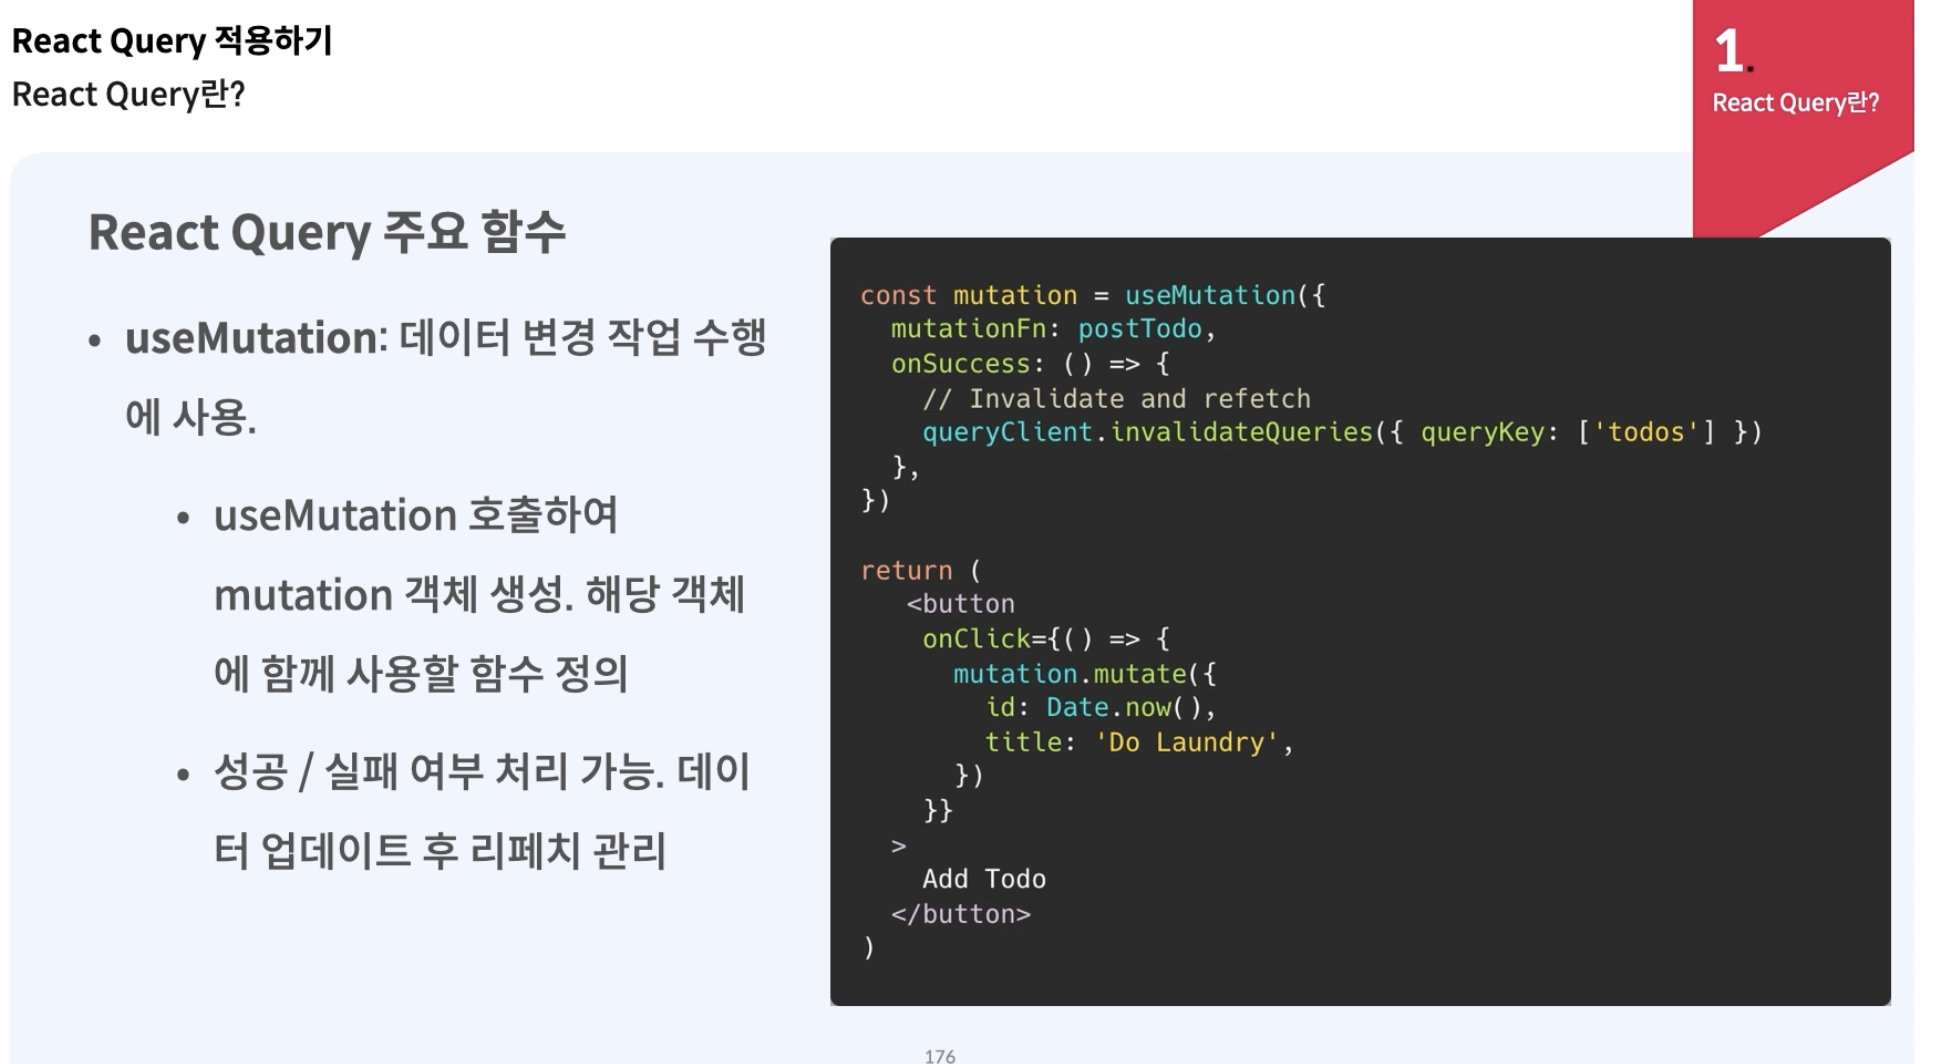 React Query 적용하기
React Query란?
1.
React Query란?
React Query 주요 함수
• useMutation: 데이터 변경 작업 수행
에 사용.
• useMutation 호출하여
mutation 객체 생성. 해당 객체
에 함께 사용할 함수 정의
• 성공 / 실패 여부 처리 가능. 데이
터 업데이트 후 리페치 관리
const mutation = useMutation({
  mutationFn: postTodo,
  onSuccess: () => {
    // Invalidate and refetch
    queryClient.invalidateQueries({ queryKey: ['todos'] })
  },
})
return (
   <button
    onClick={() => {
      mutation.mutate({
        id: Date.now(),
        title: 'Do Laundry',
      })
    }}
  >
    Add Todo
  </button>
)
176